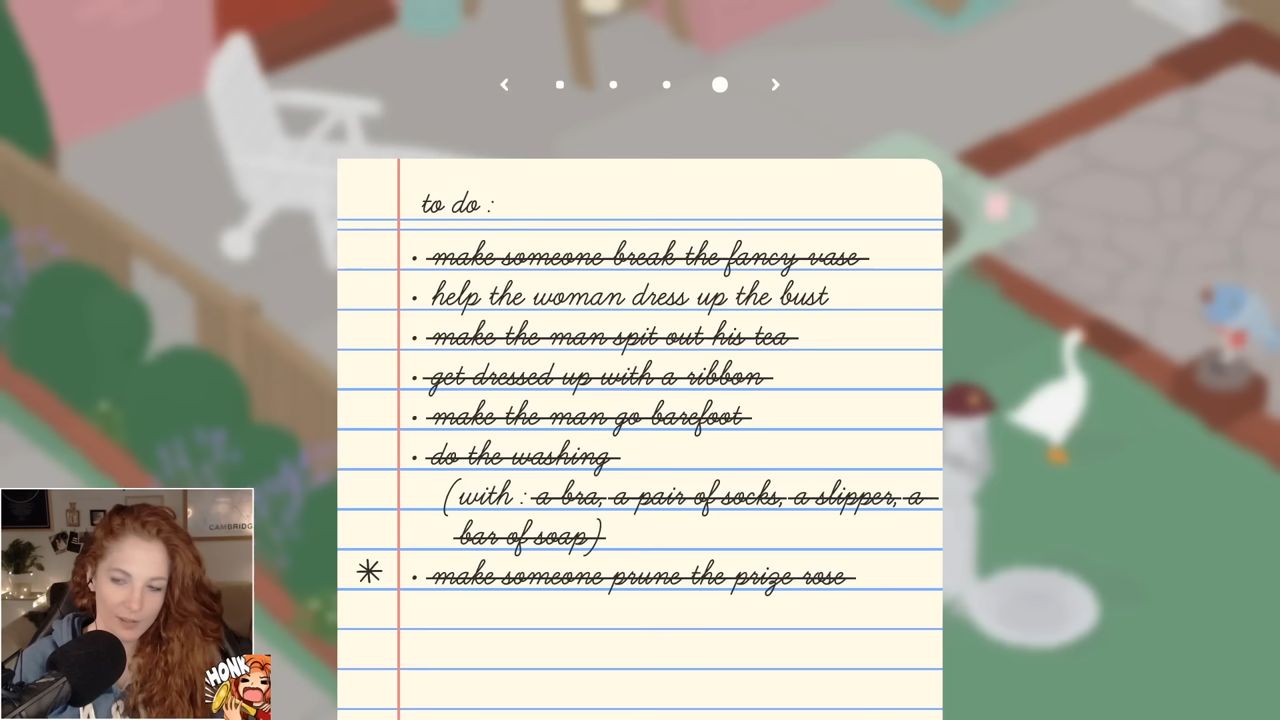 to do :
• make someone break the fancy vase
• help the woman dress up the bust
• make the man spit out his tea
• get dressed up with a ribbon
• make the man go barefoot
• do the washing
(with : a bra, a pair of socks, a slipper, a
bar of soap)
• make someone prune the prize rose
CAMBRIDG
HONK